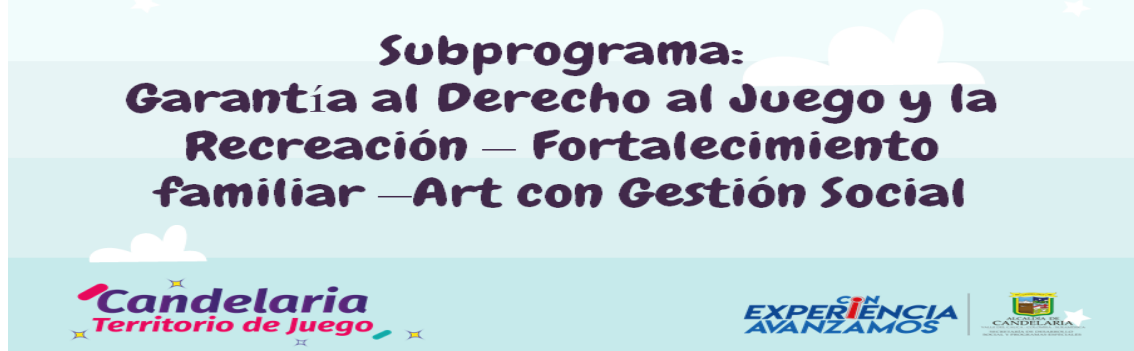 Subprograma:
Garantía al Derecho al Juego y la
Recreación – Fortalecimiento
familiar –Art con Gestión Social
Candelaria
Territorio de Juego
CON
EXPERIENCIA
AVANZAMOS
ALCALDÍA DE
CANDELARIA